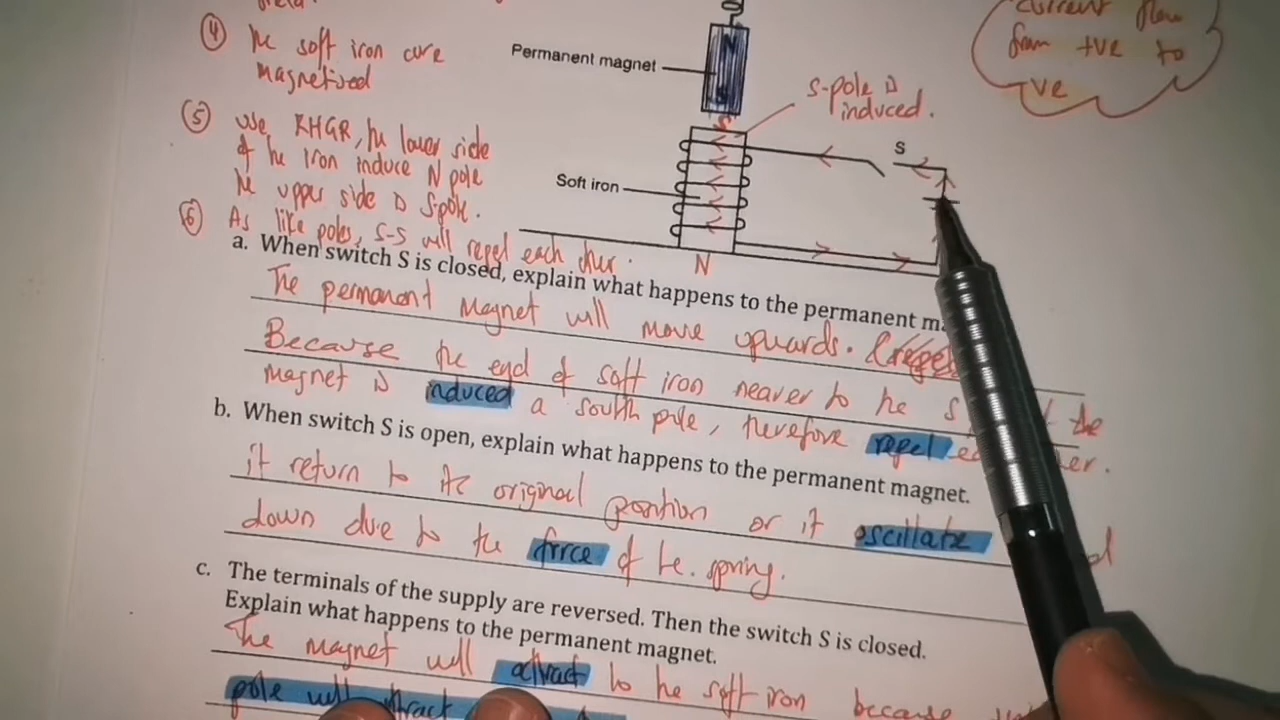 ④ The soft iron core
magnetized
⑤ use RHGR, the lower side
of the iron induce N pole
the upper side is S-pole.
⑥ As like poles, S-S will repel each other.
current flow
from +ve to
-ve
N
Permanent magnet
S
S-pole is
induced.
S
Soft iron
N
a. When switch S is closed, explain what happens to the permanent
The permanent magnet will move upwards.
Because the end of soft iron nearer to the S of the
magnet is induced a south pole, therefore repel
b. When switch S is open, explain what happens to the permanent magnet.
it return to its original position or it oscillate
down due to the force of the spring.
c. The terminals of the supply are reversed. Then the switch S is closed.
Explain what happens to the permanent magnet.
The magnet will attract to the soft iron because
pole will attract